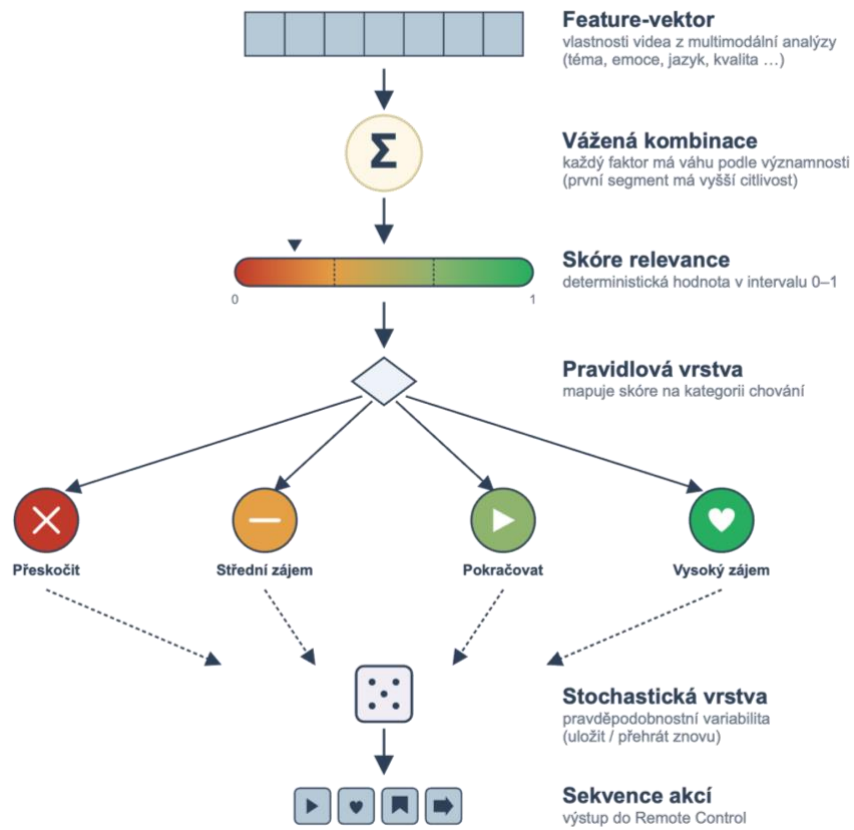 Feature-vektor
vlastnosti videa z multimodální analýzy
(téma, emoce, jazyk, kvalita ...)
Σ
Vážená kombinace
každý faktor má váhu podle významnosti
(první segment má vyšší citlivost)
Skóre relevance
deterministická hodnota v intervalu 0–1
0
1
Pravidlová vrstva
mapuje skóre na kategorii chování
Přeskočit
Střední zájem
Pokračovat
Vysoký zájem
Stochastická vrstva
pravděpodobnostní variabilita
(uložit / přehrát znovu)
Sekvence akcí
výstup do Remote Control